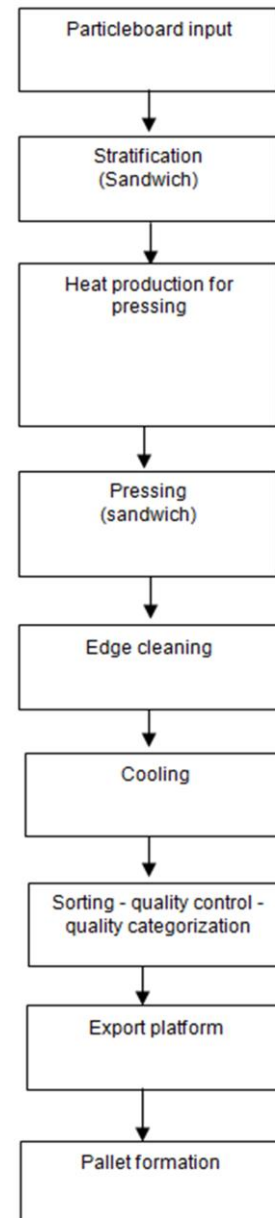 Particleboard input
Stratification
(Sandwich)
Heat production for
pressing
Pressing
(sandwich)
Edge cleaning
Cooling
Sorting - quality control -
quality categorization
Export platform
Pallet formation